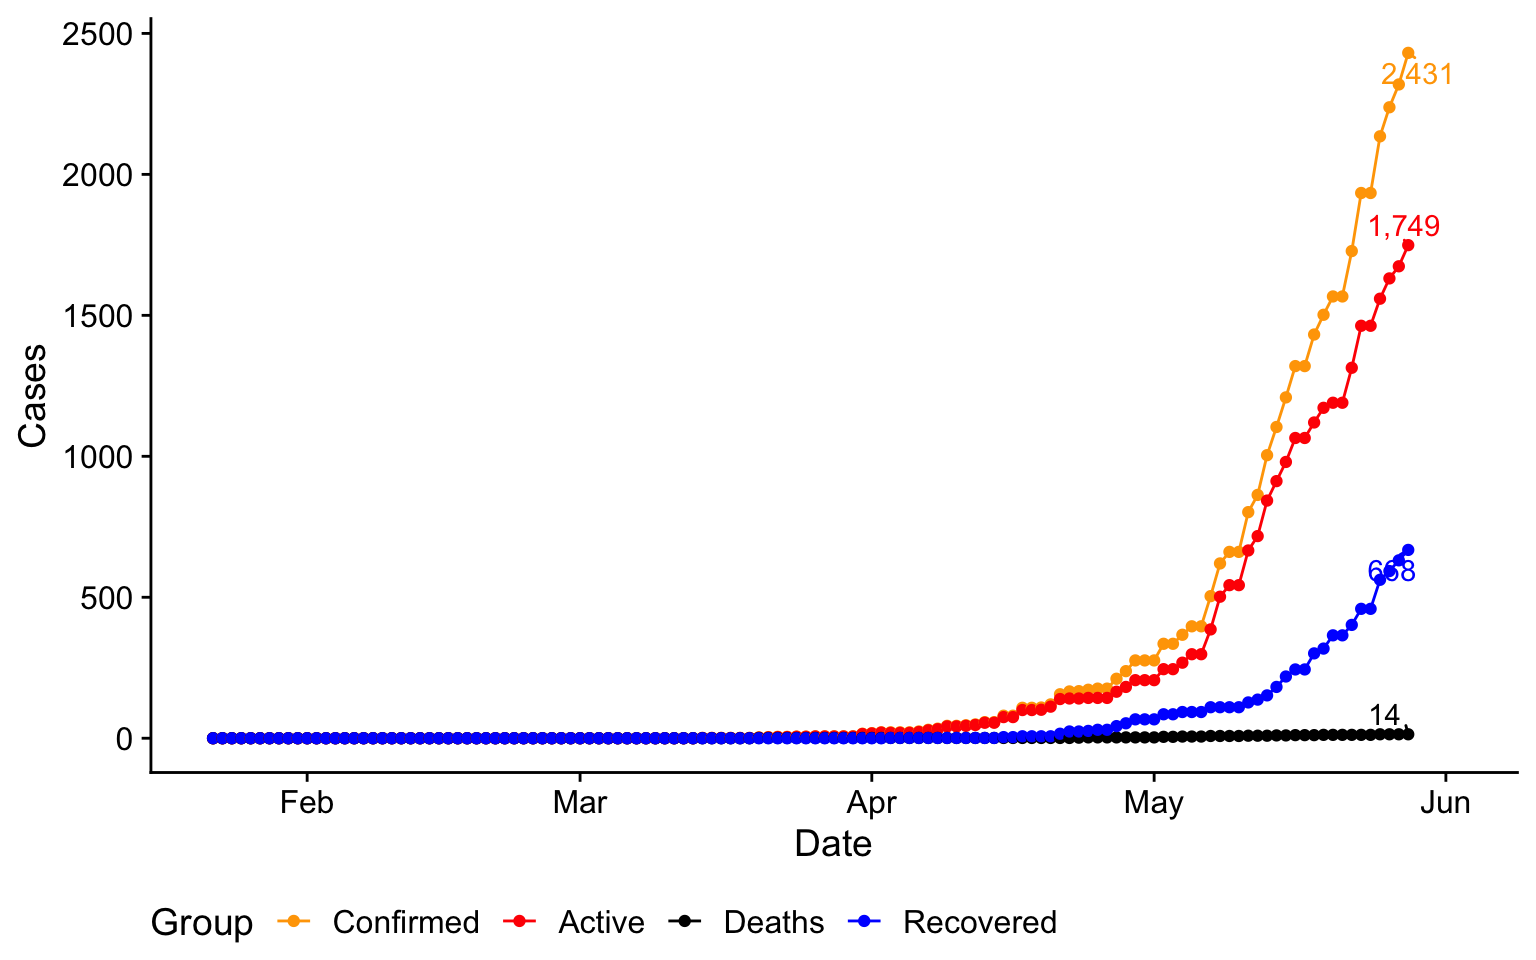 2500
2,431
2000
1,749
1500
Cases
1000
668
500
14
0
Feb Mar Apr May Jun
Date
Group Confirmed Active Deaths Recovered